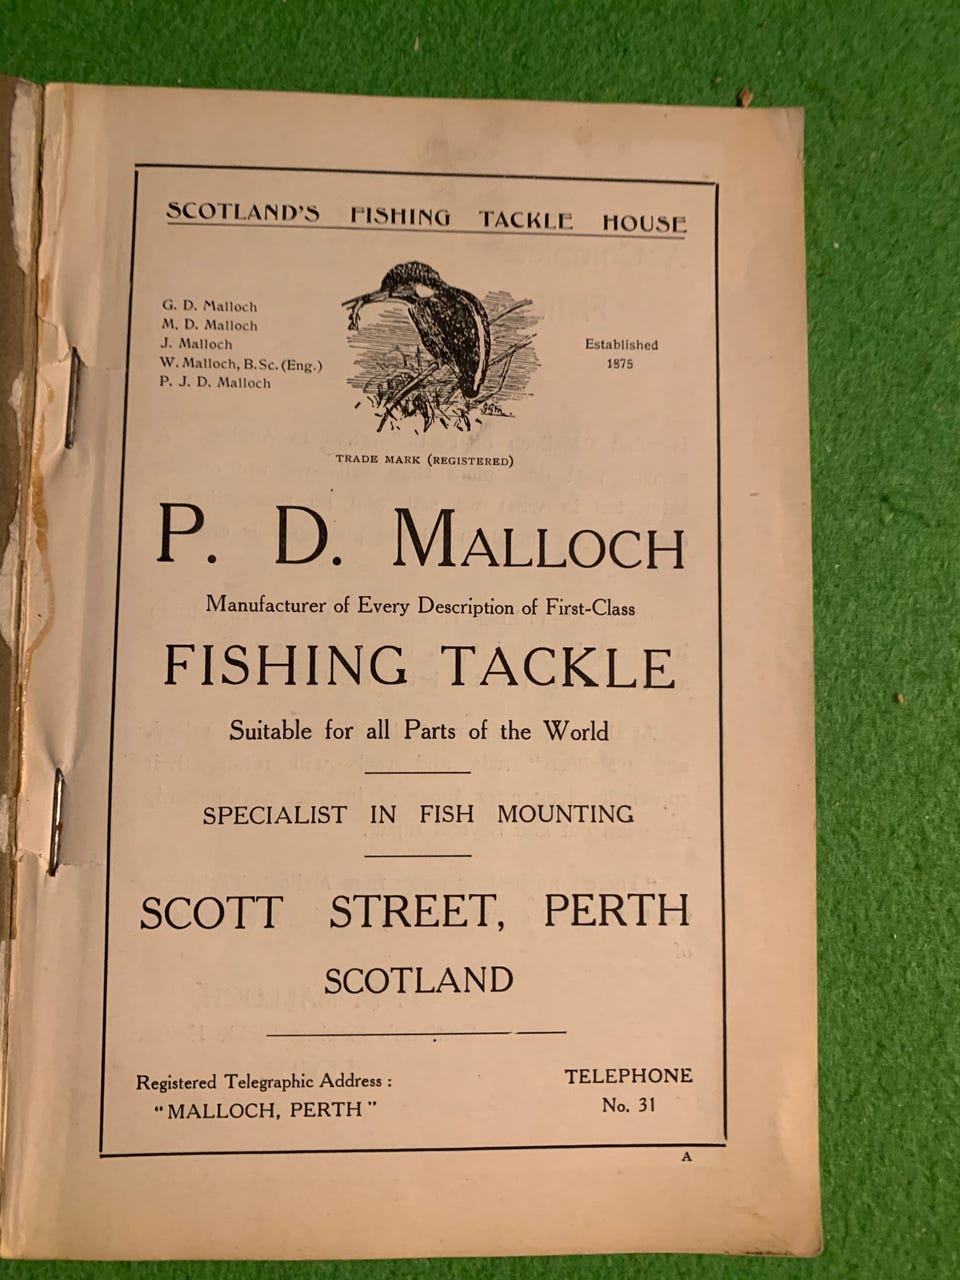 SCOTLAND'S FISHING TACKLE HOUSE
G. D. Malloch
M. D. Malloch
J. Malloch
W. Malloch, B.Sc. (Eng.)
P. J. D. Malloch
Established
1875
TRADE MARK (REGISTERED)
P. D. MALLOCH
Manufacturer of Every Description of First-Class
FISHING TACKLE
Suitable for all Parts of the World
SPECIALIST IN FISH MOUNTING
SCOTT STREET, PERTH
SCOTLAND
Registered Telegraphic Address :
"MALLOCH, PERTH"
TELEPHONE
No. 31
A